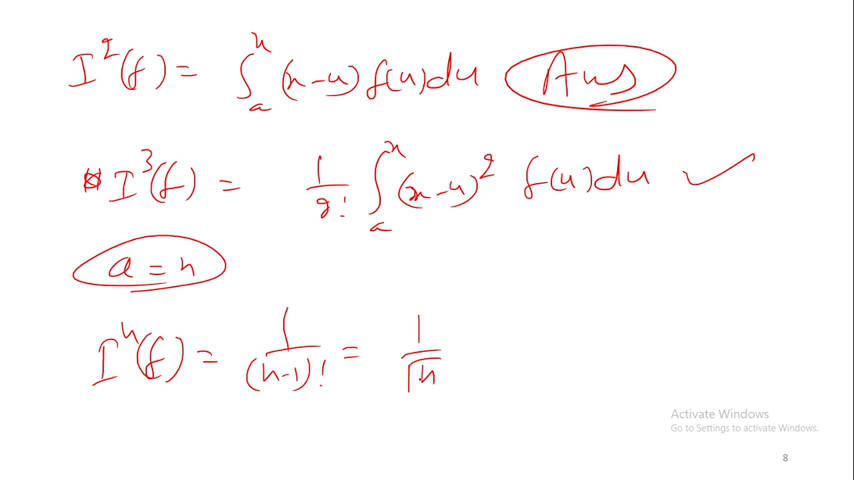 I²(f) = ∫ₐˣ (x-u) f(u)du Ans
* I³(f) = 1/2! ∫ₐˣ (x-u)² f(u)du ✓
a = n
Iⁿ(f) = 1/(n-1)! = 1/Γn
Activate Windows
Go to Settings to activate Windows.
8